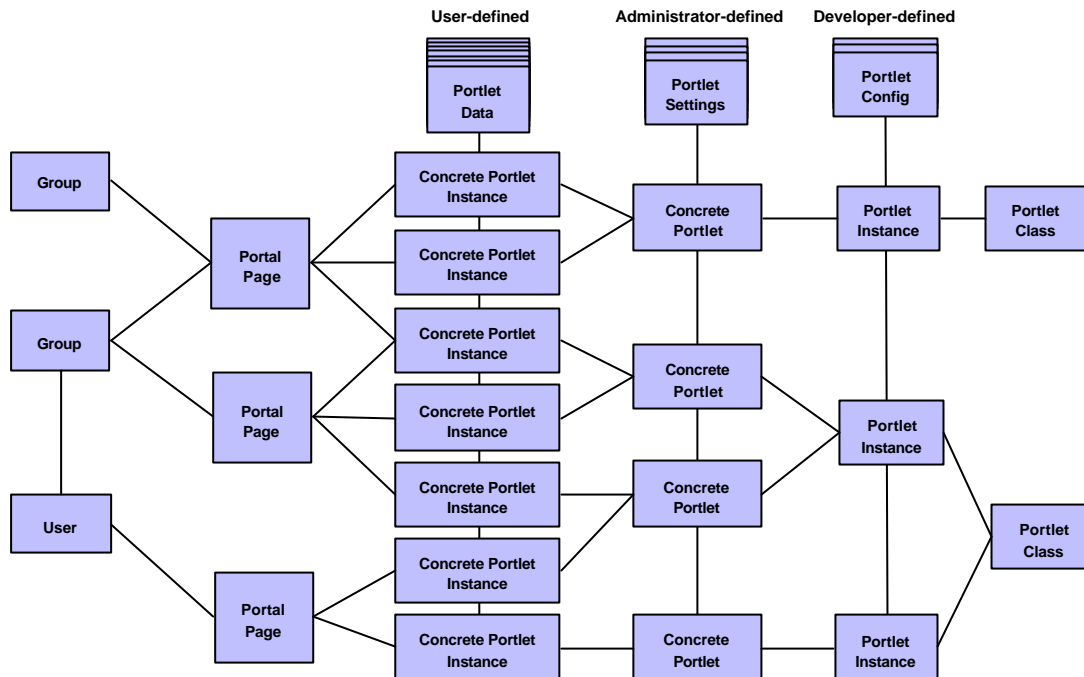 User-defined
Administrator-defined
Developer-defined
Portlet
Data
Portlet
Settings
Portlet
Config
Group
Concrete Portlet
Instance
Concrete
Portlet
Portlet
Instance
Portlet
Class
Portal
Page
Concrete Portlet
Instance
Group
Concrete Portlet
Instance
Concrete
Portlet
Portal
Page
Concrete Portlet
Instance
Portlet
Instance
User
Concrete Portlet
Instance
Concrete
Portlet
Portlet
Class
Concrete Portlet
Instance
Portal
Page
Concrete Portlet
Instance
Concrete
Portlet
Portlet
Instance